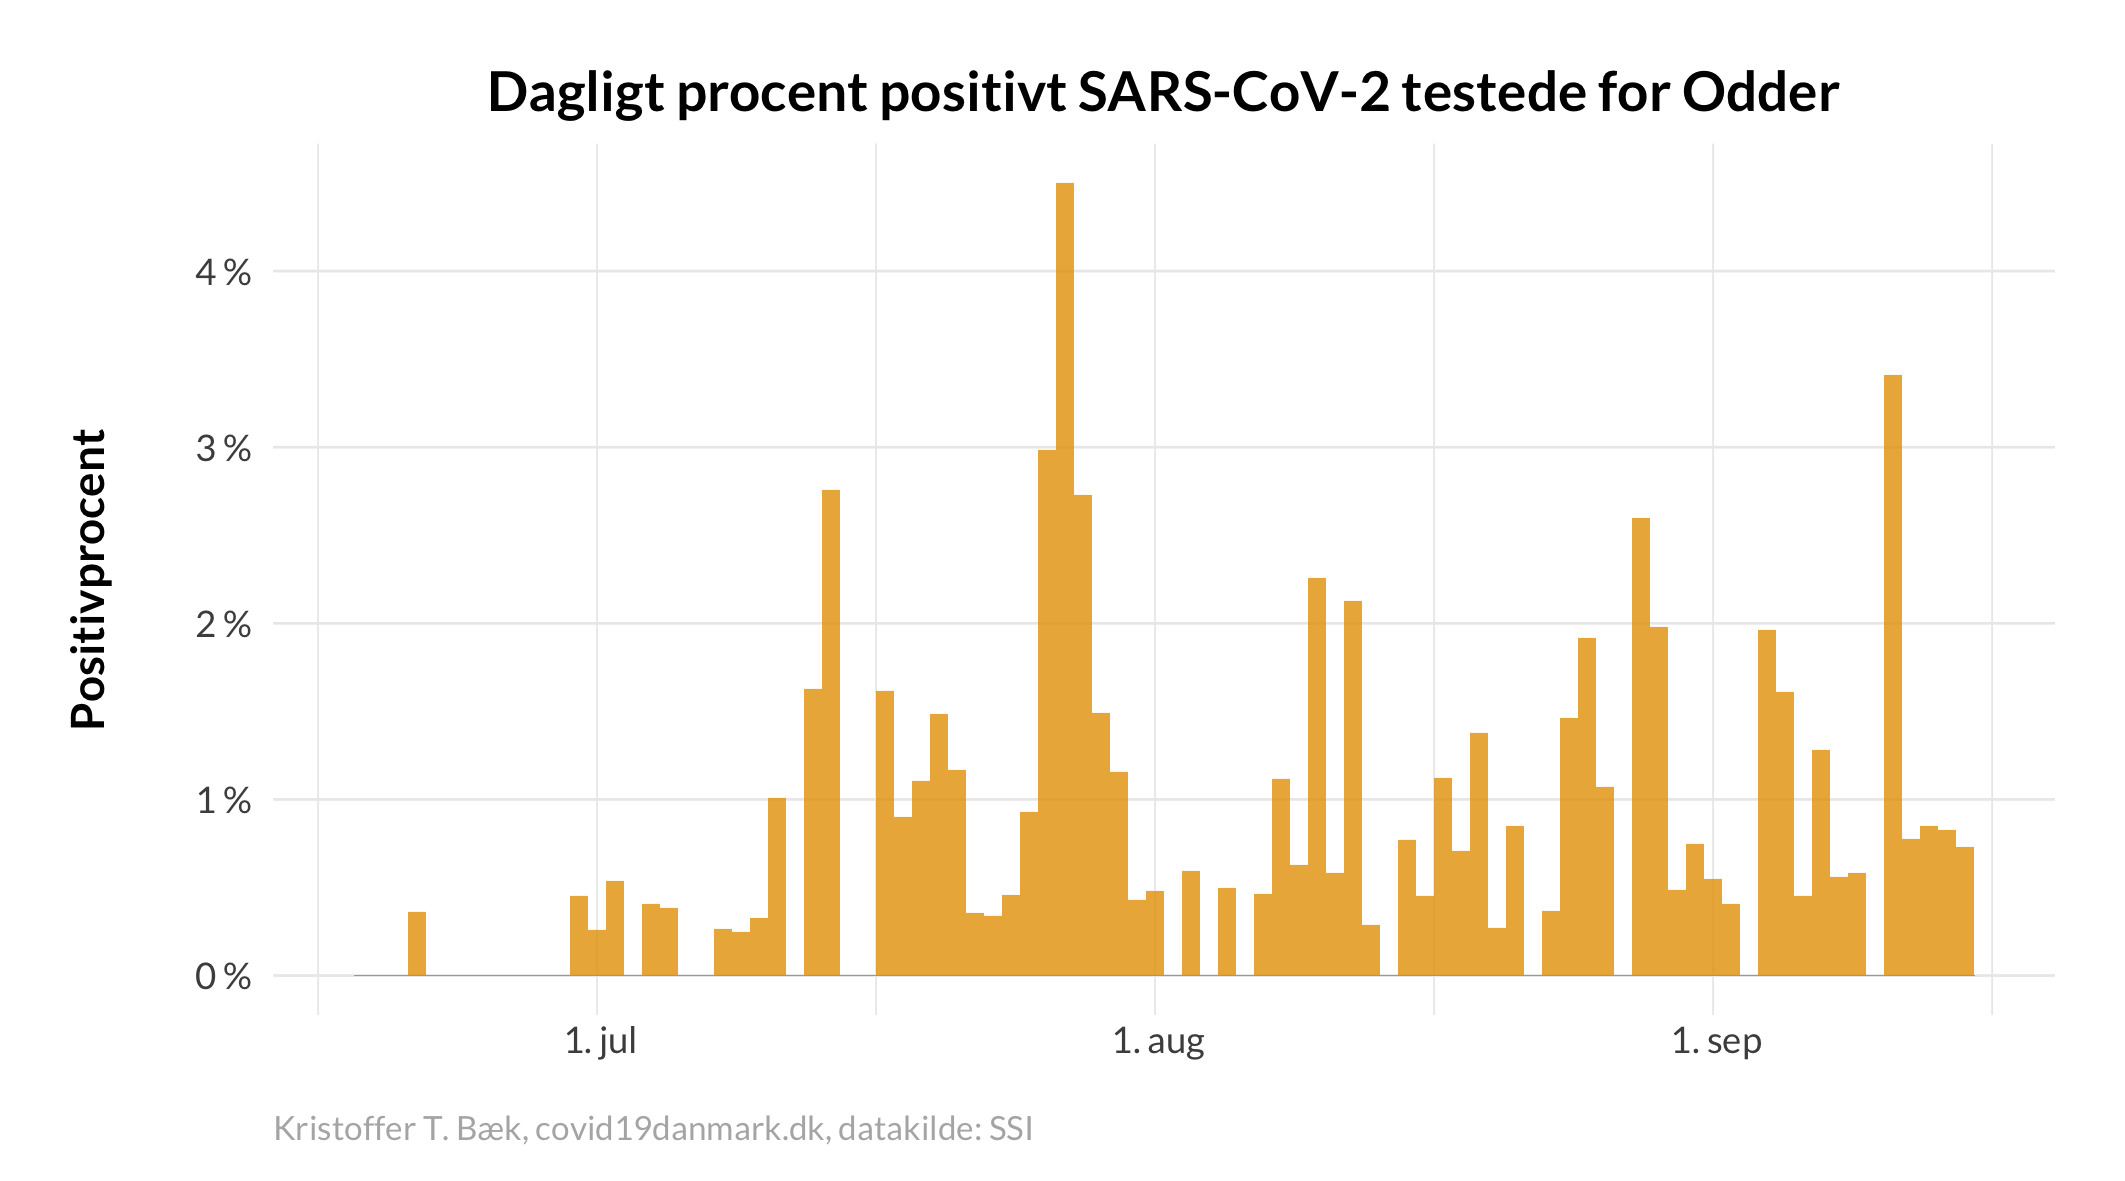 Dagligt procent positivt SARS-CoV-2 testede for Odder
Positivprocent
4 %
3 %
2 %
1 %
0 %
1. jul
1. aug
1. sep
Kristoffer T. Bæk, covid19danmark.dk, datakilde: SSI